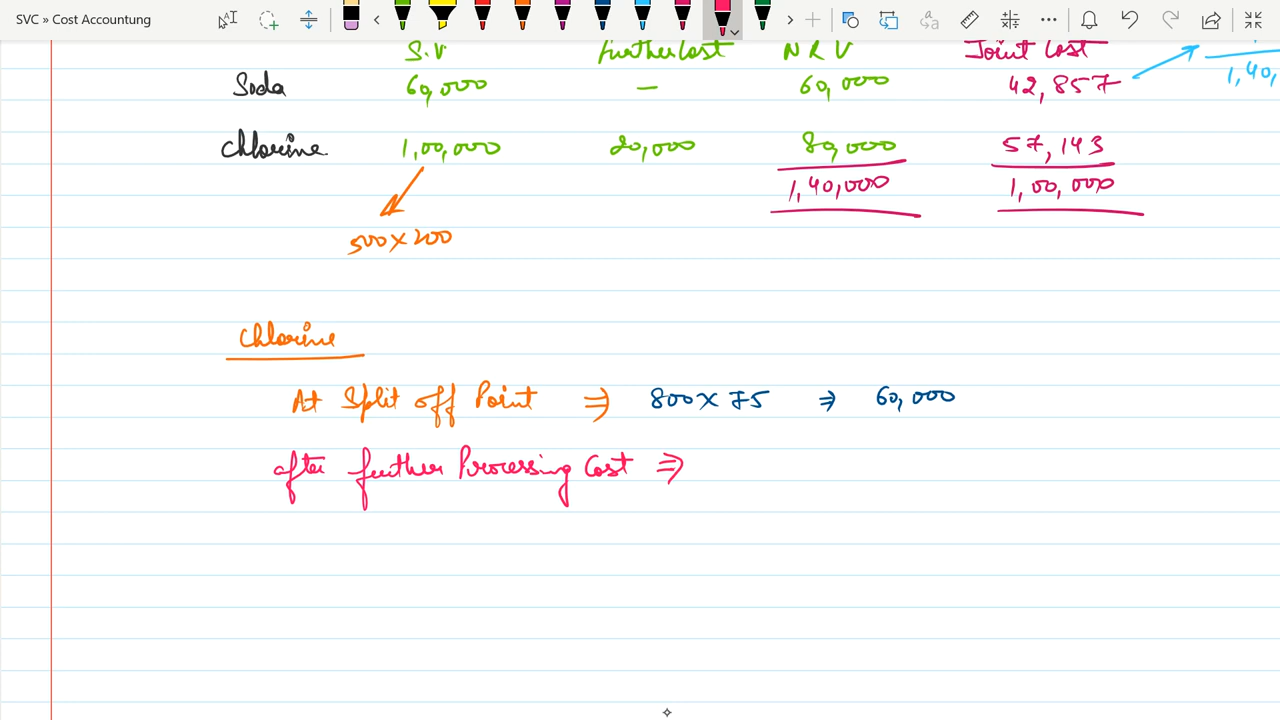 SVC » Cost Accountung
S.V Further Cost N R V Joint Cost
Soda 60,000 — 60,000 42,857 1,40,
Chlorine 1,00,000 20,000 80,000 57,143
1,40,000 1,00,000
500 × 200
Chlorine
At Split off Point ⇒ 800 × 75 ⇒ 60,000
after further Processing Cost ⇒